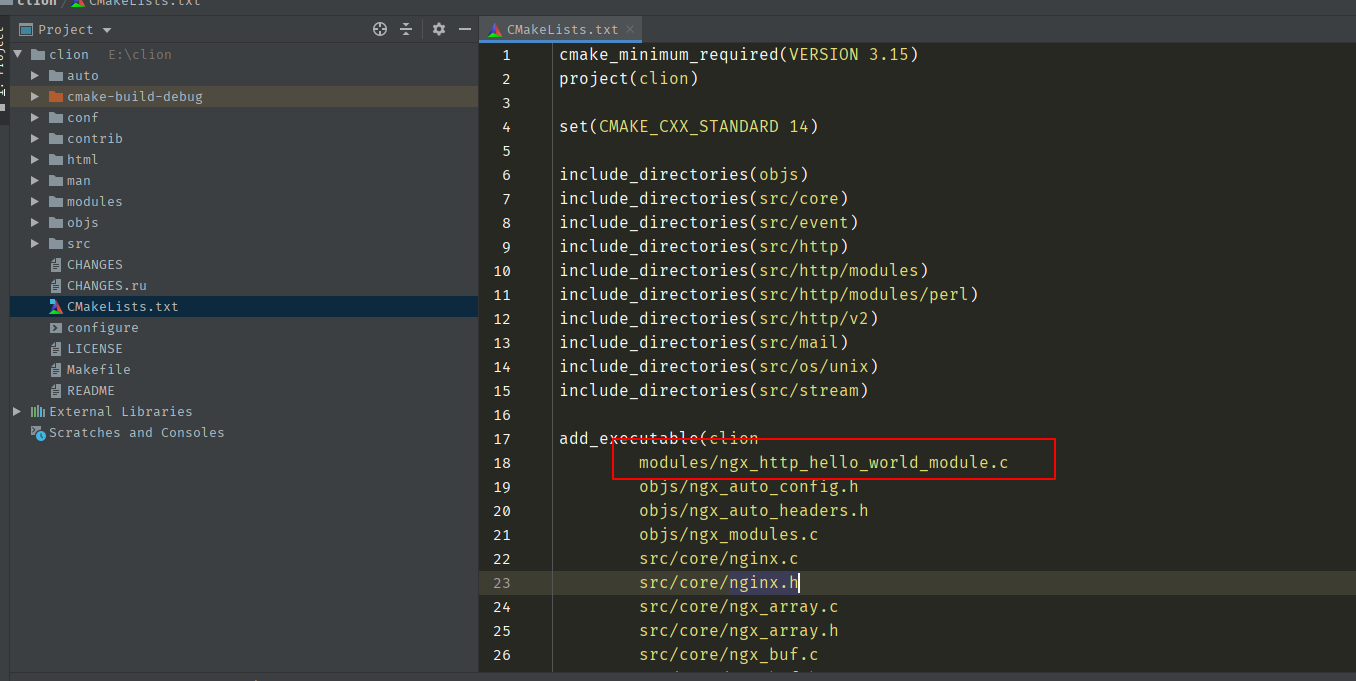 clion CMakeLists.txt
Project
Project
clion E:\clion
auto
cmake-build-debug
conf
contrib
html
man
modules
objs
src
CHANGES
CHANGES.ru
CMakeLists.txt
configure
LICENSE
Makefile
README
External Libraries
Scratches and Consoles
CMakeLists.txt
1 cmake_minimum_required(VERSION 3.15)
2 project(clion)
3
4 set(CMAKE_CXX_STANDARD 14)
5
6 include_directories(objs)
7 include_directories(src/core)
8 include_directories(src/event)
9 include_directories(src/http)
10 include_directories(src/http/modules)
11 include_directories(src/http/modules/perl)
12 include_directories(src/http/v2)
13 include_directories(src/mail)
14 include_directories(src/os/unix)
15 include_directories(src/stream)
16
17 add_executable(clion
18 modules/ngx_http_hello_world_module.c
19 objs/ngx_auto_config.h
20 objs/ngx_auto_headers.h
21 objs/ngx_modules.c
22 src/core/nginx.c
23 src/core/nginx.h
24 src/core/ngx_array.c
25 src/core/ngx_array.h
26 src/core/ngx_buf.c